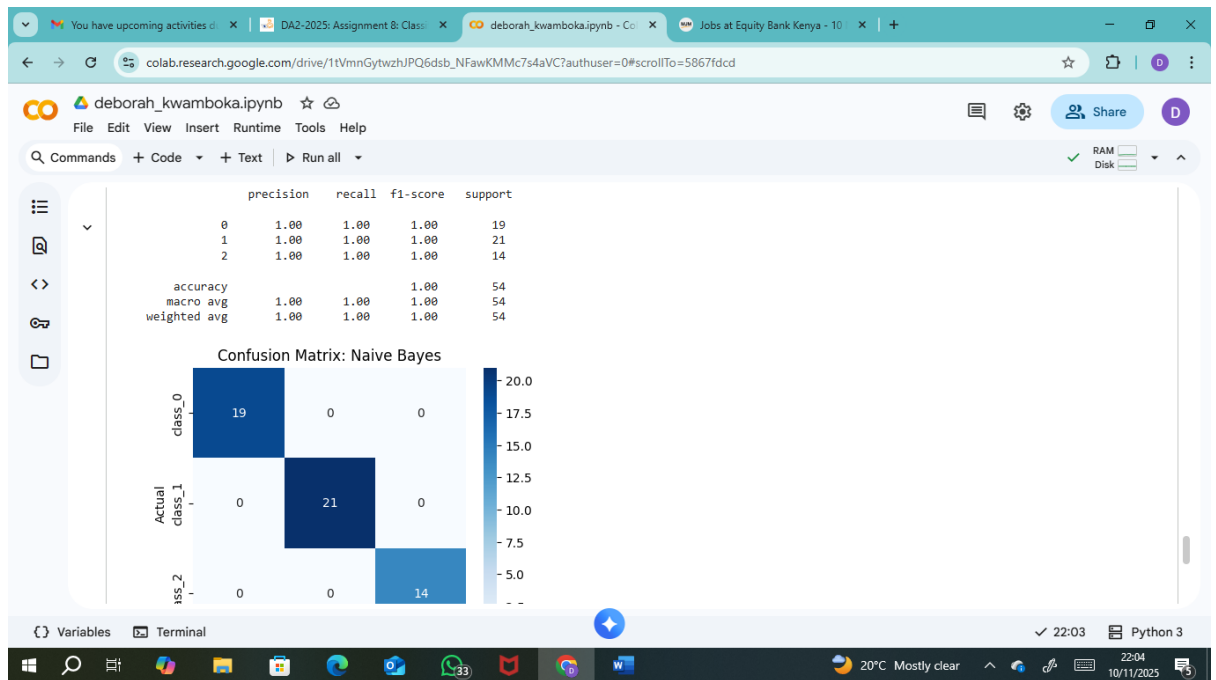 You have upcoming activities d
DA2-2025: Assignment 8: Classi
deborah_kwamboka.ipynb - Col
Jobs at Equity Bank Kenya - 10
colab.research.google.com/drive/1tVmnGytwzhJPQ6dsb_NFawKMMc7s4aVC?authuser=0#scrollTo=5867fdcd
D
deborah_kwamboka.ipynb
Share
D
File Edit View Insert Runtime Tools Help
Commands + Code + Text Run all
RAM
Disk
precision recall f1-score support
0 1.00 1.00 1.00 19
1 1.00 1.00 1.00 21
2 1.00 1.00 1.00 14
accuracy 1.00 54
macro avg 1.00 1.00 1.00 54
weighted avg 1.00 1.00 1.00 54
Confusion Matrix: Naive Bayes
20.0
17.5
15.0
12.5
10.0
7.5
5.0
Actual
class_0
19 0 0
class_1
0 21 0
0 0 14
Variables
Terminal
22:03
Python 3
33
W
20°C Mostly clear
22:04
10/11/2025
5